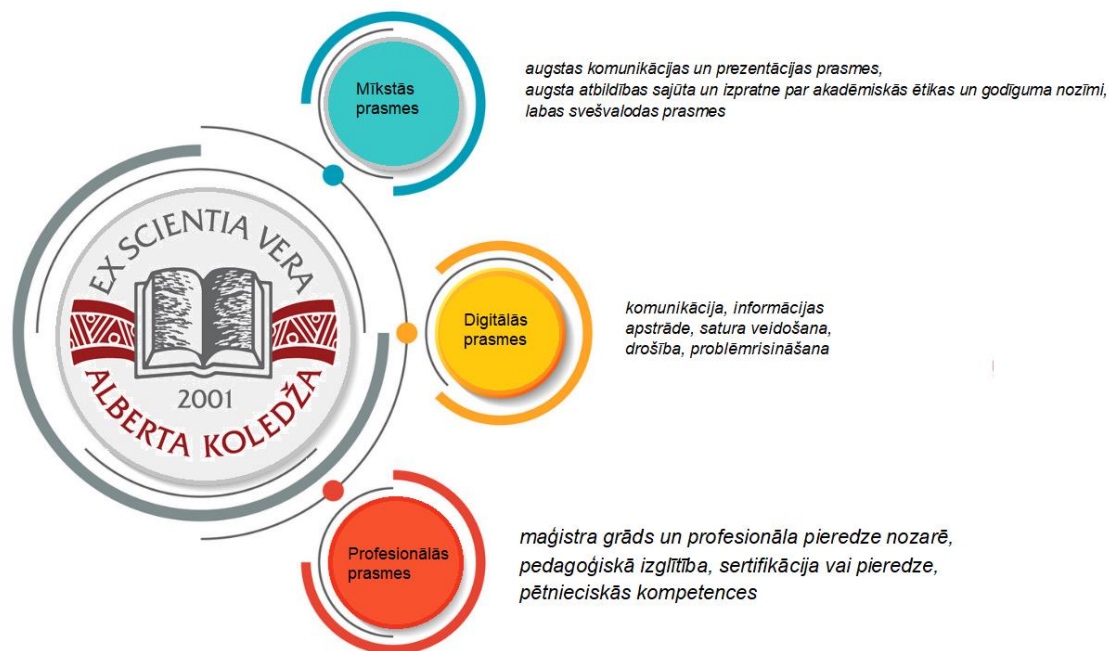 Mīkstās
prasmes
augstas komunikācijas un prezentācijas prasmes,
augsta atbildības sajūta un izpratne par akadēmiskās ētikas un godīguma nozīmi,
labas svešvalodas prasmes
EX SCIENTIA VERA
2001
ALBERTA KOLEDŽA
Digitālās
prasmes
komunikācija, informācijas
apstrāde, satura veidošana,
drošība, problēmrisināšana
Profesionālās
prasmes
maģistra grāds un profesionāla pieredze nozarē,
pedagoģiskā izglītība, sertifikācija vai pieredze,
pētnieciskās kompetences